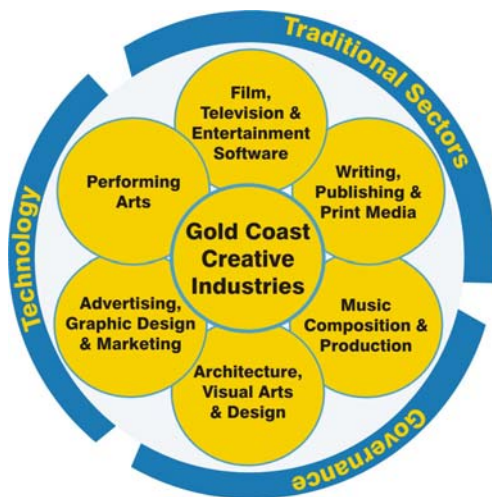 Traditional Sectors
Film,
Television &
Entertainment
Software
Performing
Arts
Writing,
Publishing &
Print Media
Technology
Gold Coast
Creative
Industries
Advertising,
Graphic Design
& Marketing
Music
Composition &
Production
Architecture,
Visual Arts
& Design
Governance